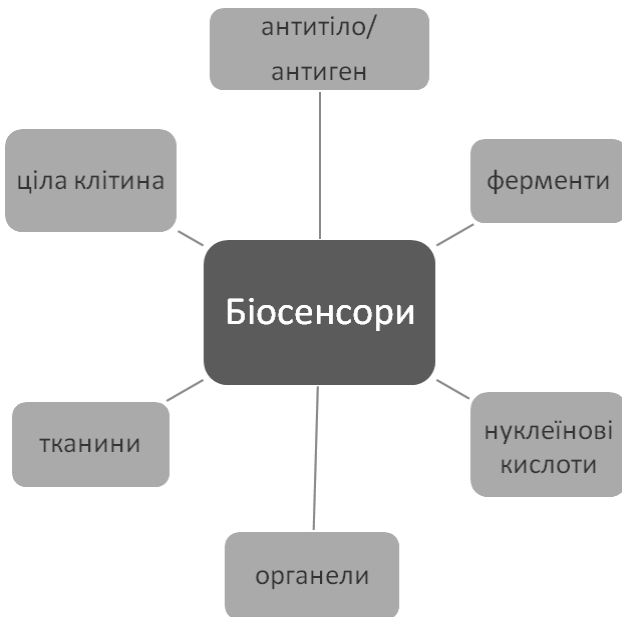 антитіло/
антиген
ціла клітина
ферменти
Біосенсори
тканини
нуклеїнові
кислоти
органели